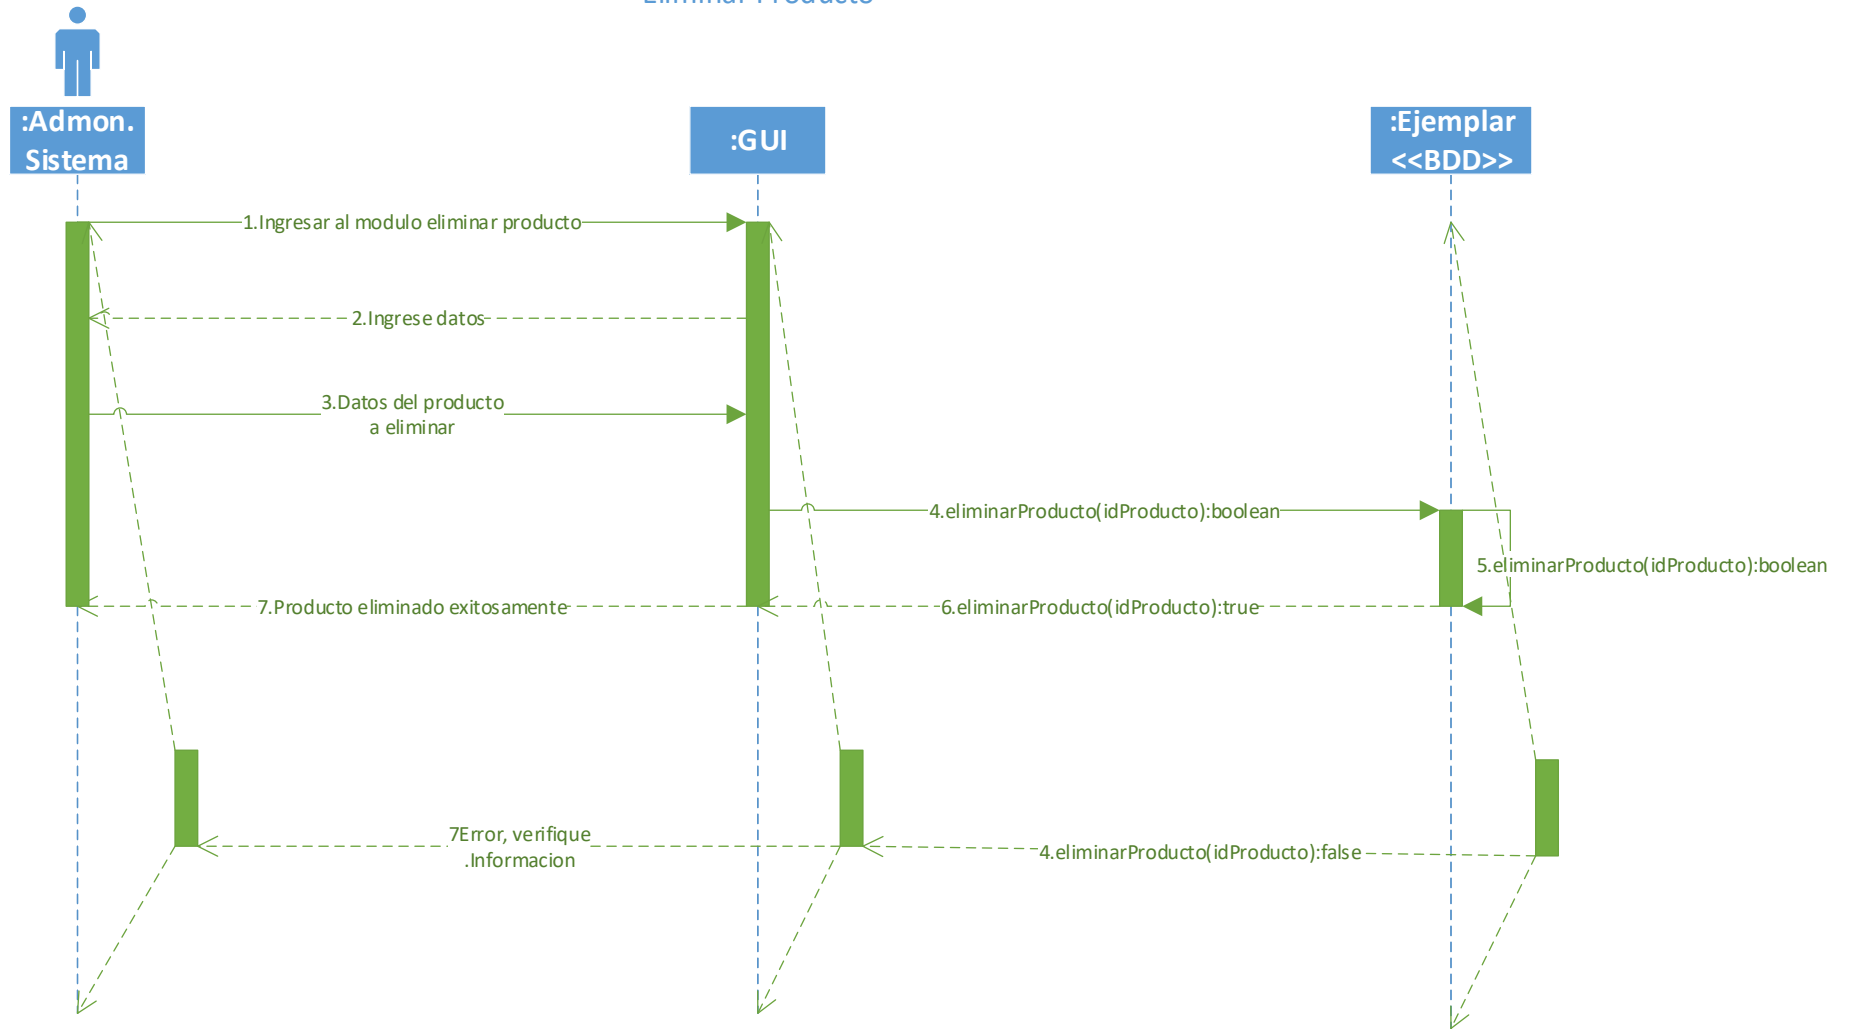 Eliminar Producto
:Admon.
Sistema
:GUI
:Ejemplar
<<BDD>>
1.Ingresar al modulo eliminar producto
2.Ingrese datos
3.Datos del producto
a eliminar
4.eliminarProducto(idProducto):boolean
5.eliminarProducto(idProducto):boolean
7.Producto eliminado exitosamente
6.eliminarProducto(idProducto):true
7Error, verifique
.Informacion
4.eliminarProducto(idProducto):false